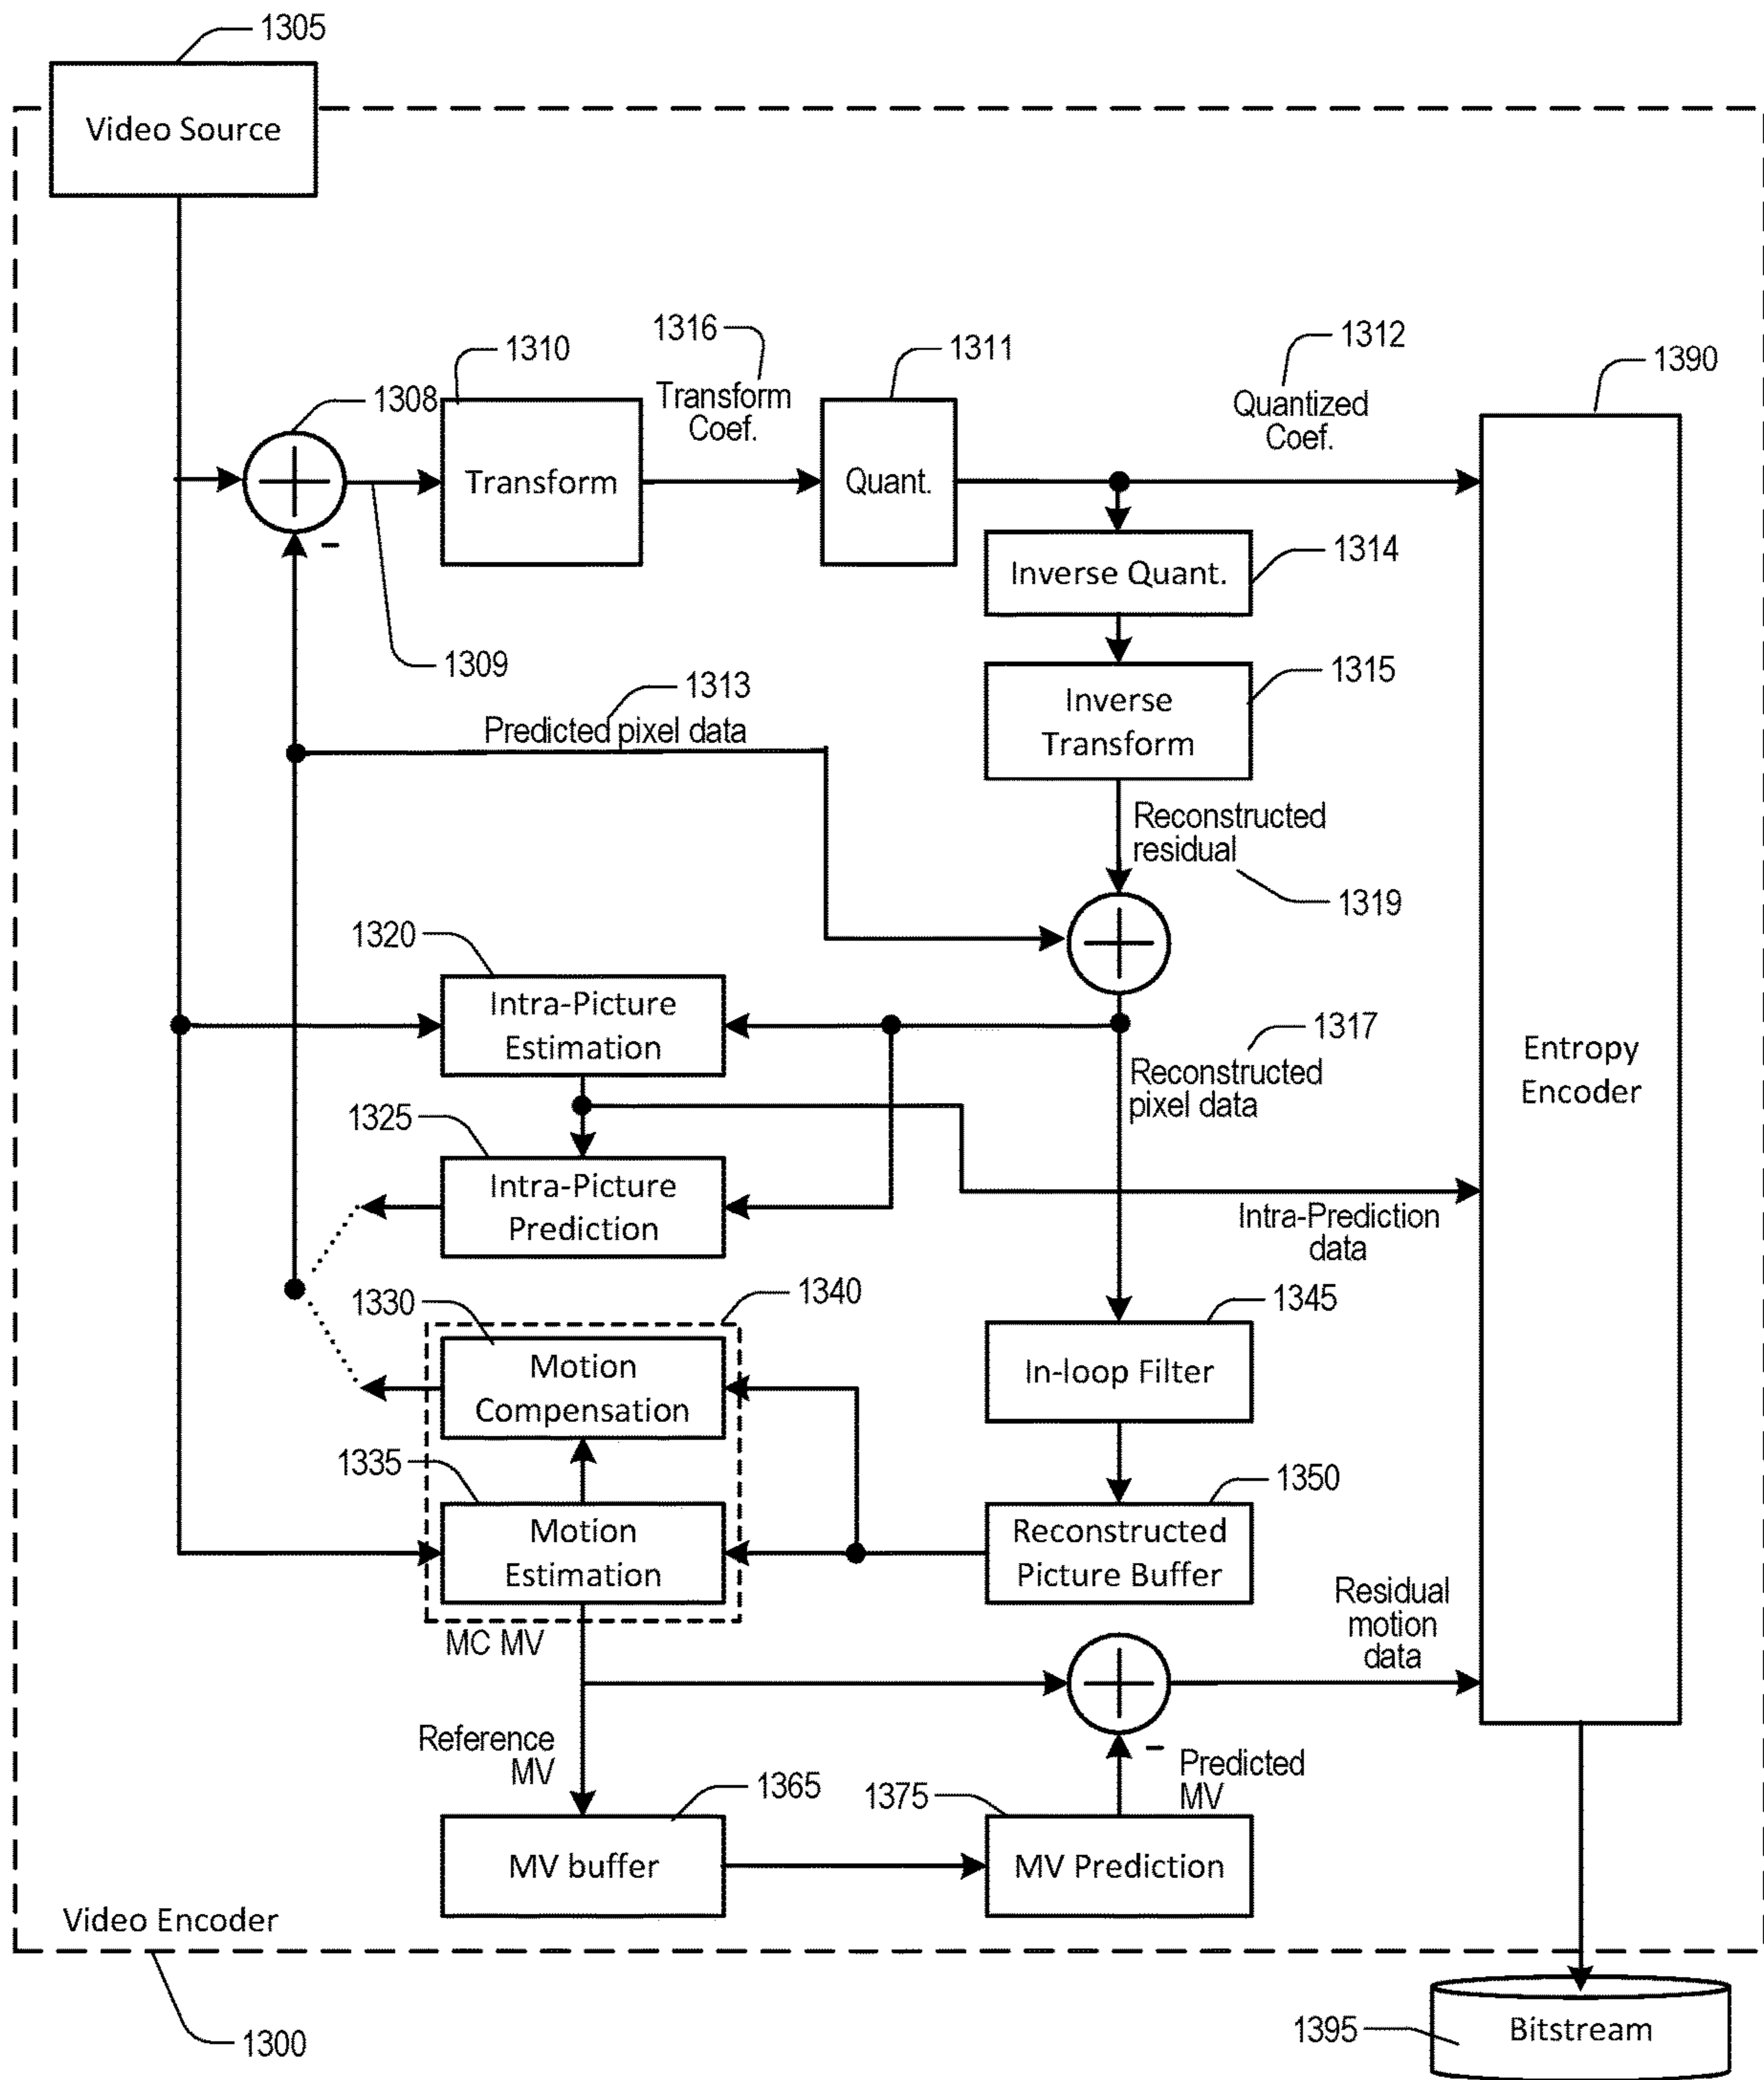 1305
Video Source
1308
1310
1316
Transform
Coef.
1311
1312
Quantized
Coef.
1390
Transform
Quant.
-
1309
Inverse Quant.
1314
1313
Predicted pixel data
Inverse
Transform
1315
Reconstructed
residual
1319
1320
Intra-Picture
Estimation
1317
Reconstructed
pixel data
Entropy
Encoder
1325
Intra-Picture
Prediction
Intra-Prediction
data
1330
1340
1345
Motion
Compensation
In-loop Filter
1335
1350
Motion
Estimation
Reconstructed
Picture Buffer
MC MV
Residual
motion
data
Reference
MV
-
Predicted
MV
1365
1375
MV buffer
MV Prediction
Video Encoder
1300
1395
Bitstream